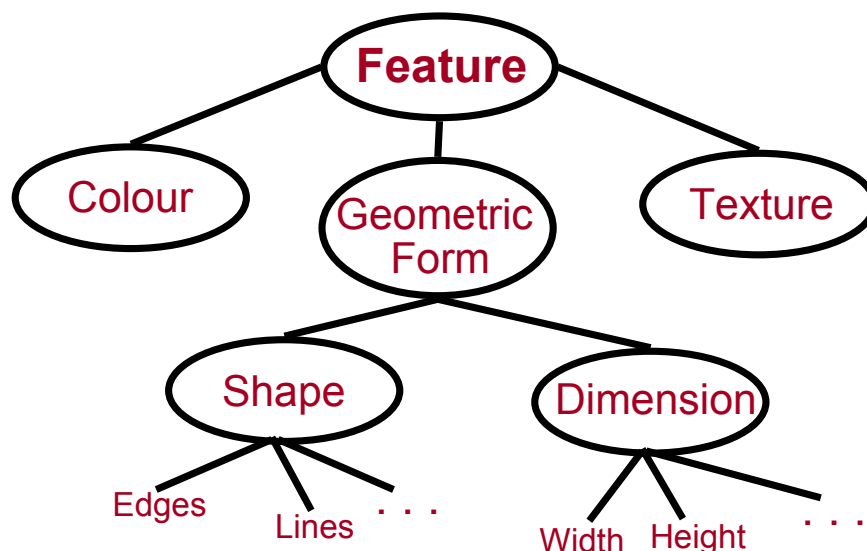 Feature
Colour
Geometric
Form
Texture
Shape
Dimension
Edges
Lines
. . .
Width
Height
. . .